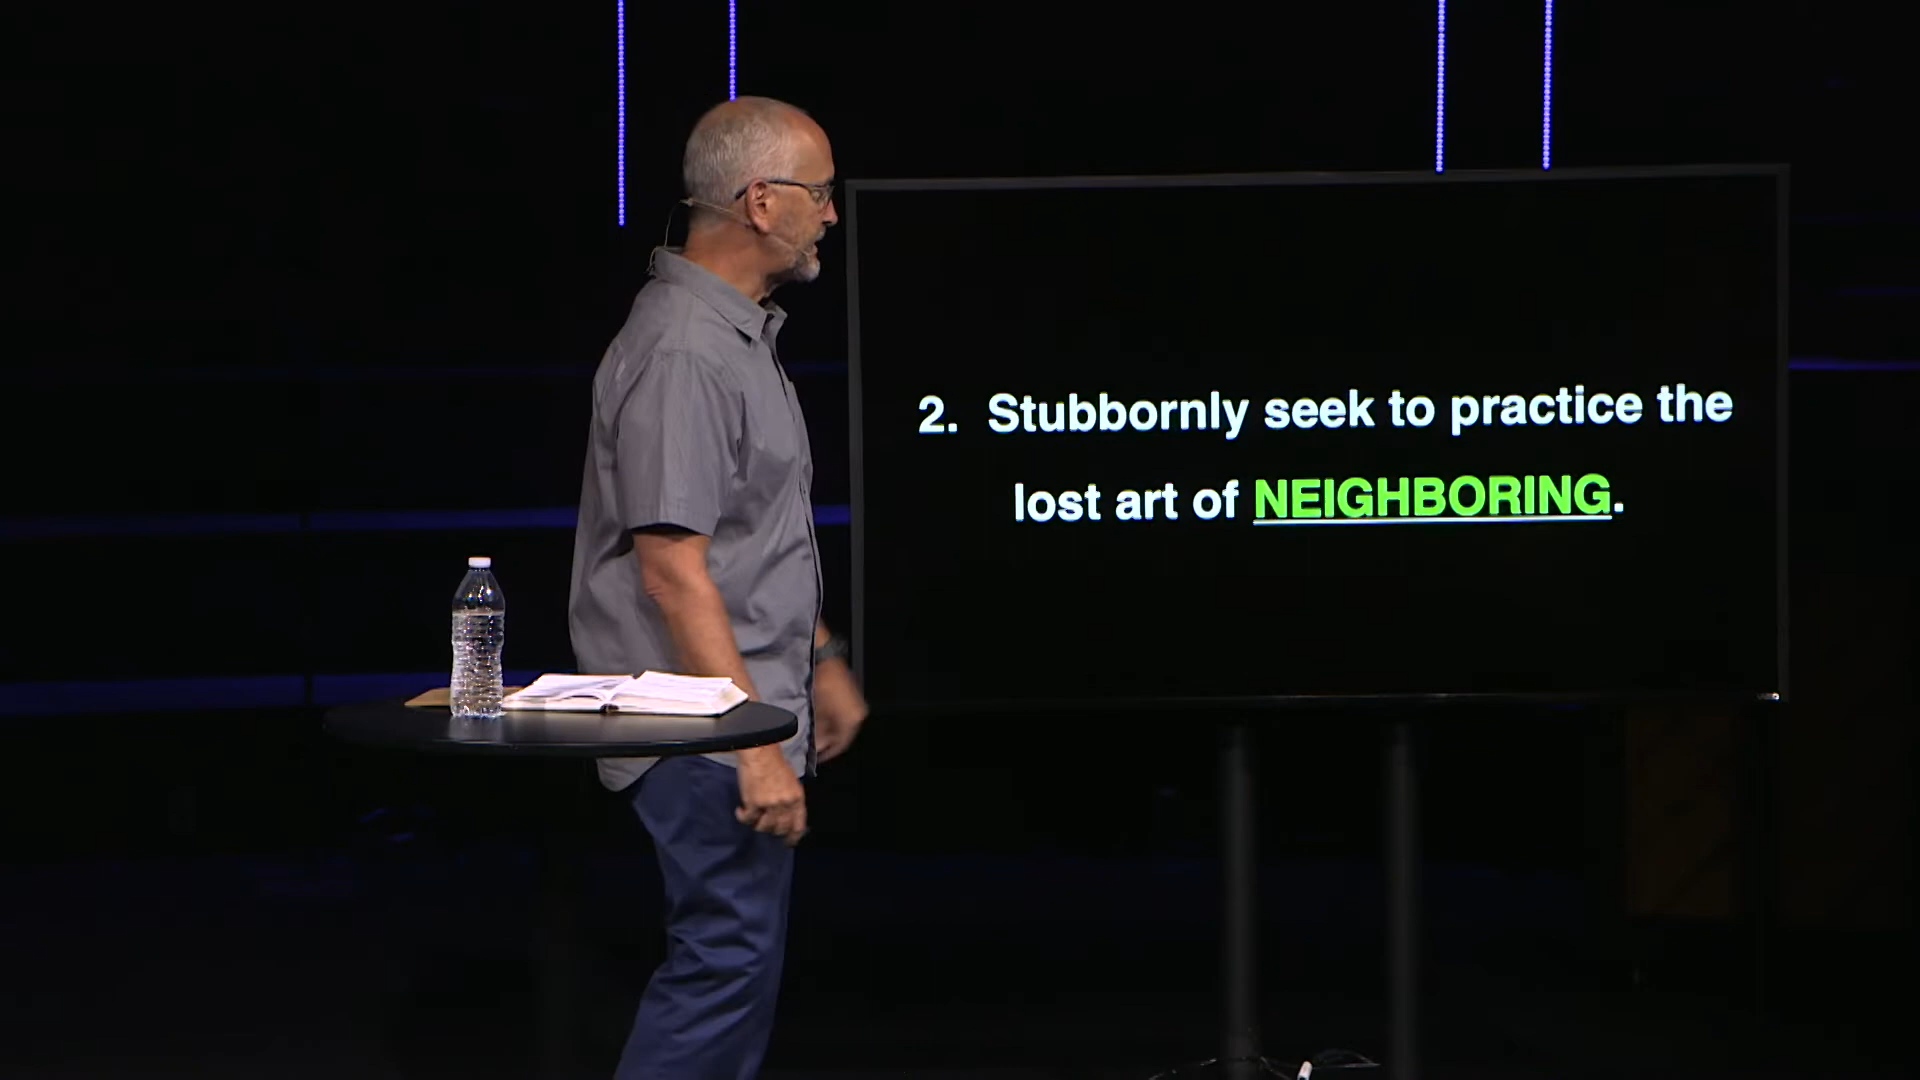 2. Stubbornly seek to practice the
lost art of NEIGHBORING.